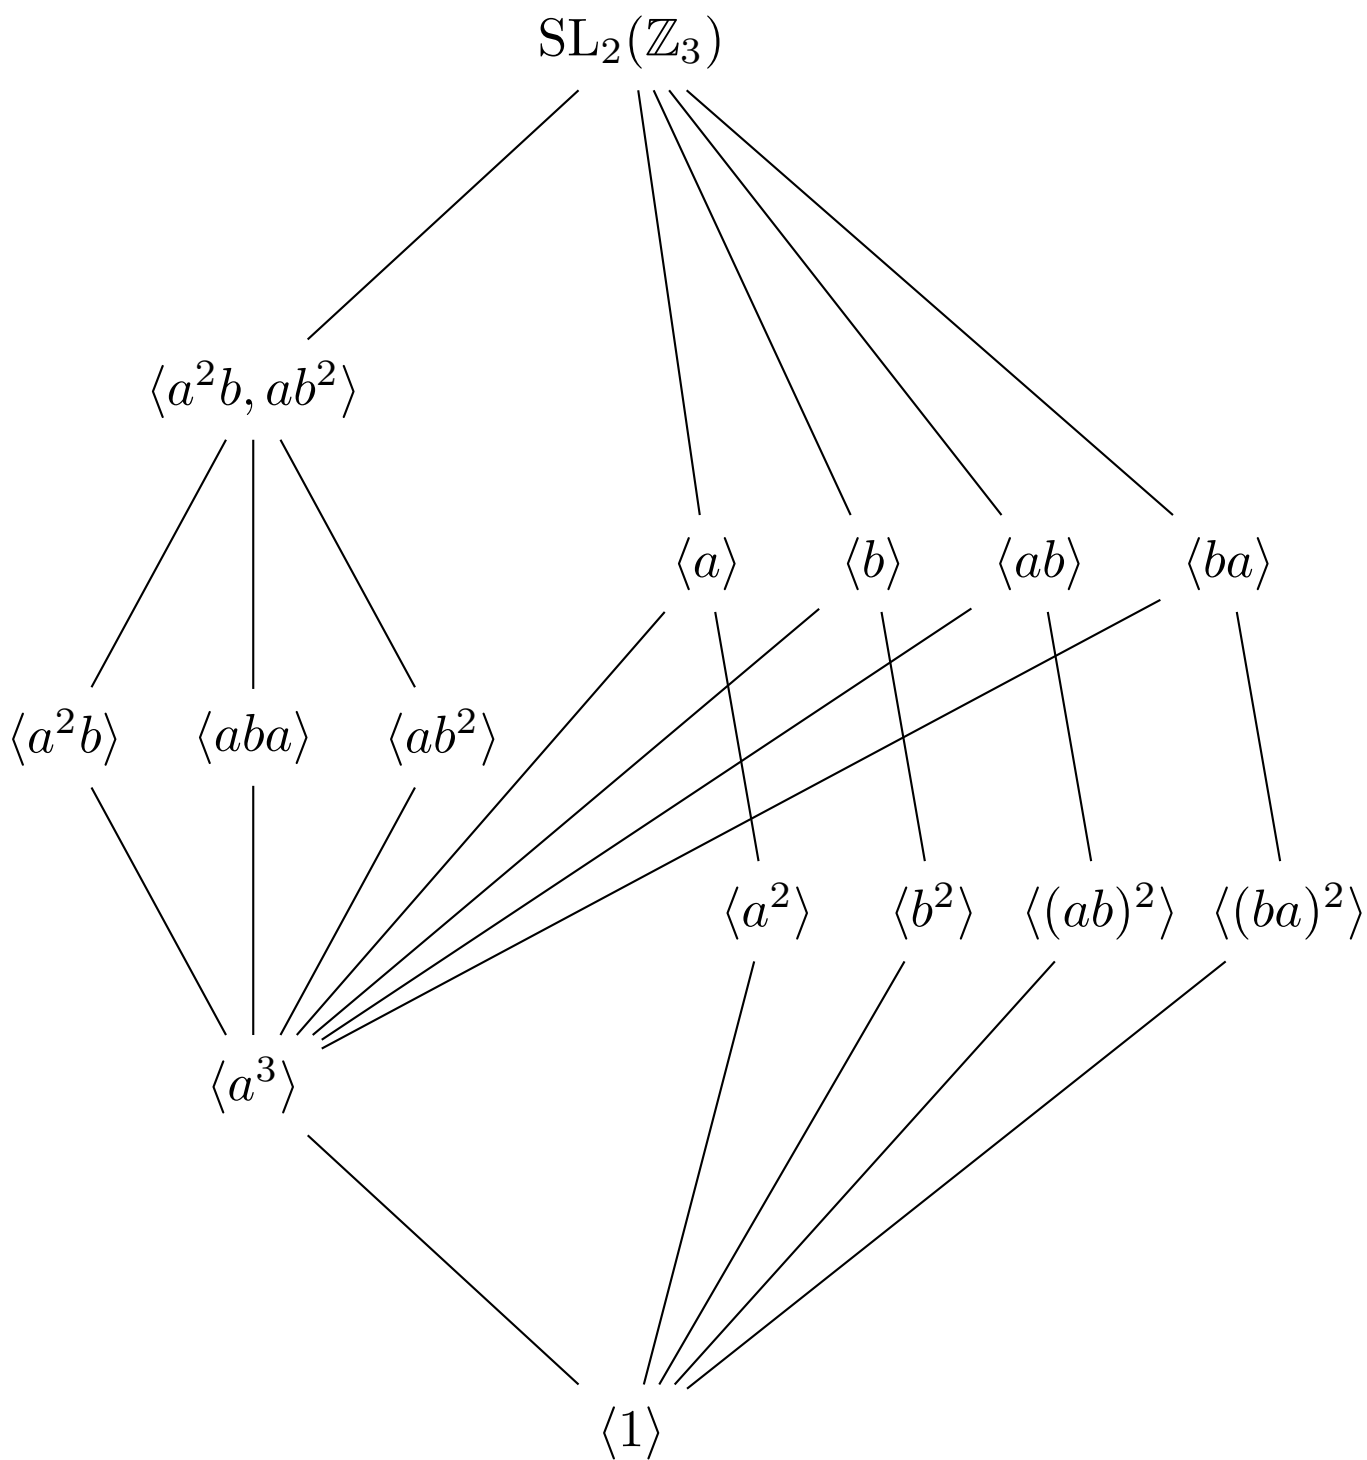 SL₂(ℤ₃)
⟨a²b, ab²⟩
⟨a⟩ ⟨b⟩ ⟨ab⟩ ⟨ba⟩
⟨a²b⟩ ⟨aba⟩ ⟨ab²⟩
⟨a²⟩ ⟨b²⟩ ⟨(ab)²⟩ ⟨(ba)²⟩
⟨a³⟩
⟨1⟩